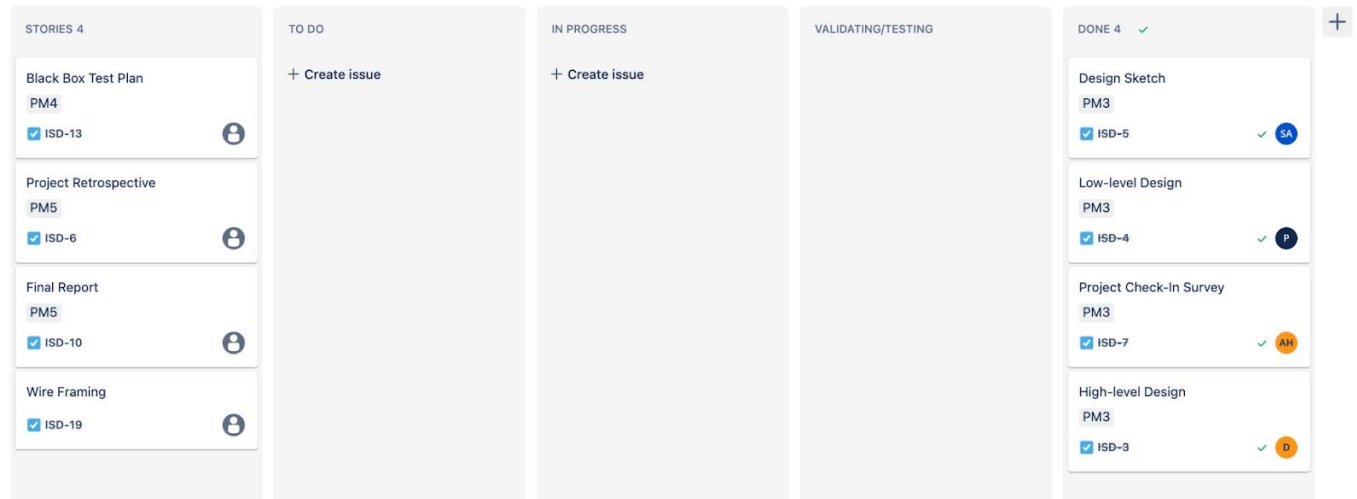 STORIES 4
Black Box Test Plan
PM4
ISD-13
Project Retrospective
PM5
ISD-6
Final Report
PM5
ISD-10
Wire Framing
ISD-19
TO DO
+ Create issue
IN PROGRESS
+ Create issue
VALIDATING/TESTING
DONE 4
Design Sketch
PM3
ISD-5
SA
Low-level Design
PM3
ISD-4
P
Project Check-In Survey
PM3
ISD-7
AH
High-level Design
PM3
ISD-3
D